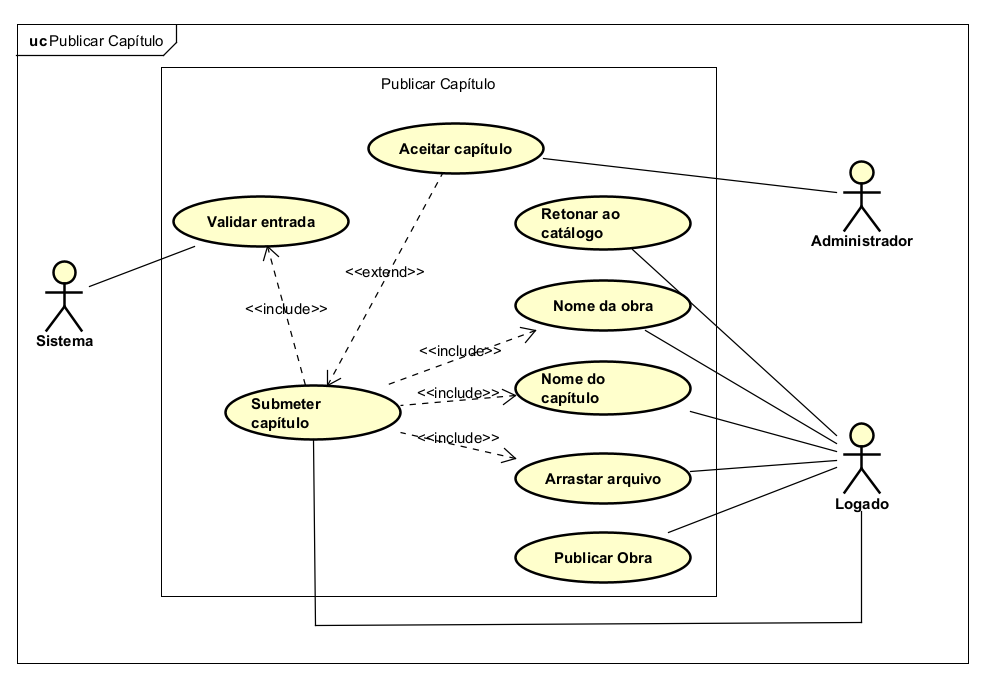 uc Publicar Capítulo
Publicar Capítulo
Aceitar capítulo
Validar entrada
Retonar ao
catálogo
Administrador
<<extend>>
Nome da obra
<<include>>
Sistema
<<include>>
Nome do
capítulo
<<include>>
Submeter
capítulo
<<include>>
Arrastar arquivo
Logado
Publicar Obra